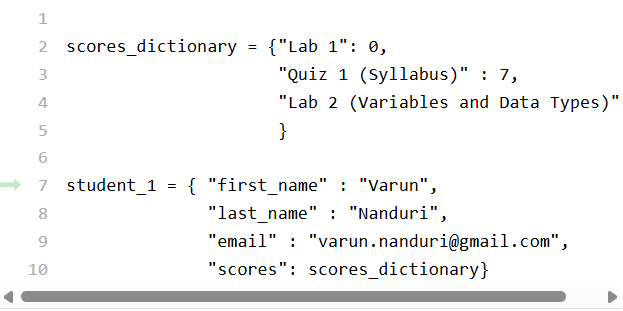 1
2 scores_dictionary = {"Lab 1": 0,
3 "Quiz 1 (Syllabus)" : 7,
4 "Lab 2 (Variables and Data Types)"
5 }
6
7 student_1 = { "first_name" : "Varun",
8 "last_name" : "Nanduri",
9 "email" : "varun.nanduri@gmail.com",
10 "scores": scores_dictionary}